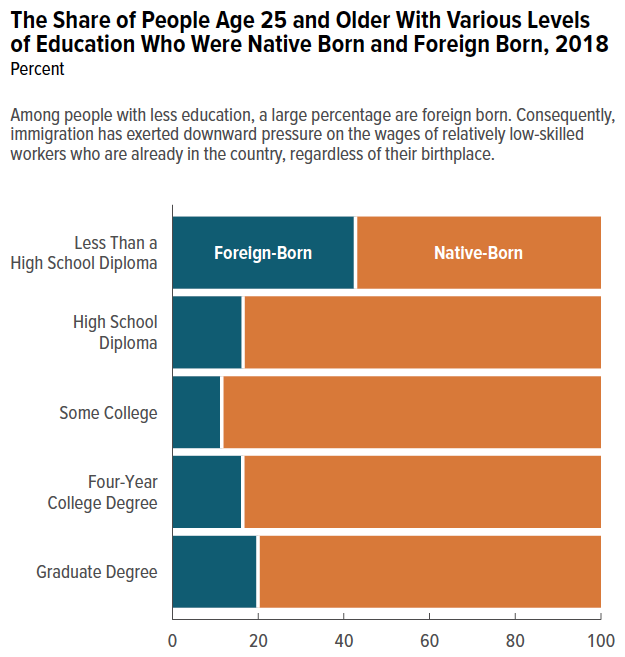 The Share of People Age 25 and Older With Various Levels
of Education Who Were Native Born and Foreign Born, 2018
Percent
Among people with less education, a large percentage are foreign born. Consequently,
immigration has exerted downward pressure on the wages of relatively low-skilled
workers who are already in the country, regardless of their birthplace.
Less Than a
High School Diploma
Foreign-Born
Native-Born
High School
Diploma
Some College
Four-Year
College Degree
Graduate Degree
0 20 40 60 80 100